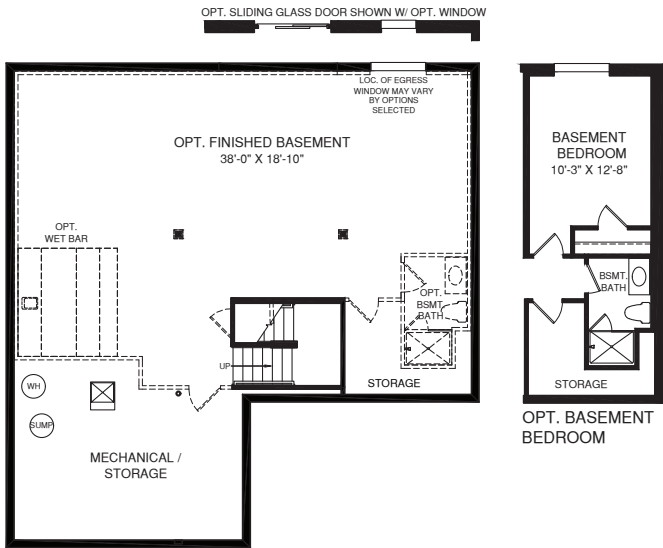 OPT. SLIDING GLASS DOOR SHOWN W/ OPT. WINDOW
LOC. OF EGRESS
WINDOW MAY VARY
BY OPTIONS
SELECTED
OPT. FINISHED BASEMENT
38'-0" X 18'-10"
OPT.
WET BAR
OPT.
BSMT.
BATH
UP
STORAGE
WH
SUMP
MECHANICAL /
STORAGE
BASEMENT
BEDROOM
10'-3" X 12'-8"
BSMT.
BATH
STORAGE
OPT. BASEMENT
BEDROOM